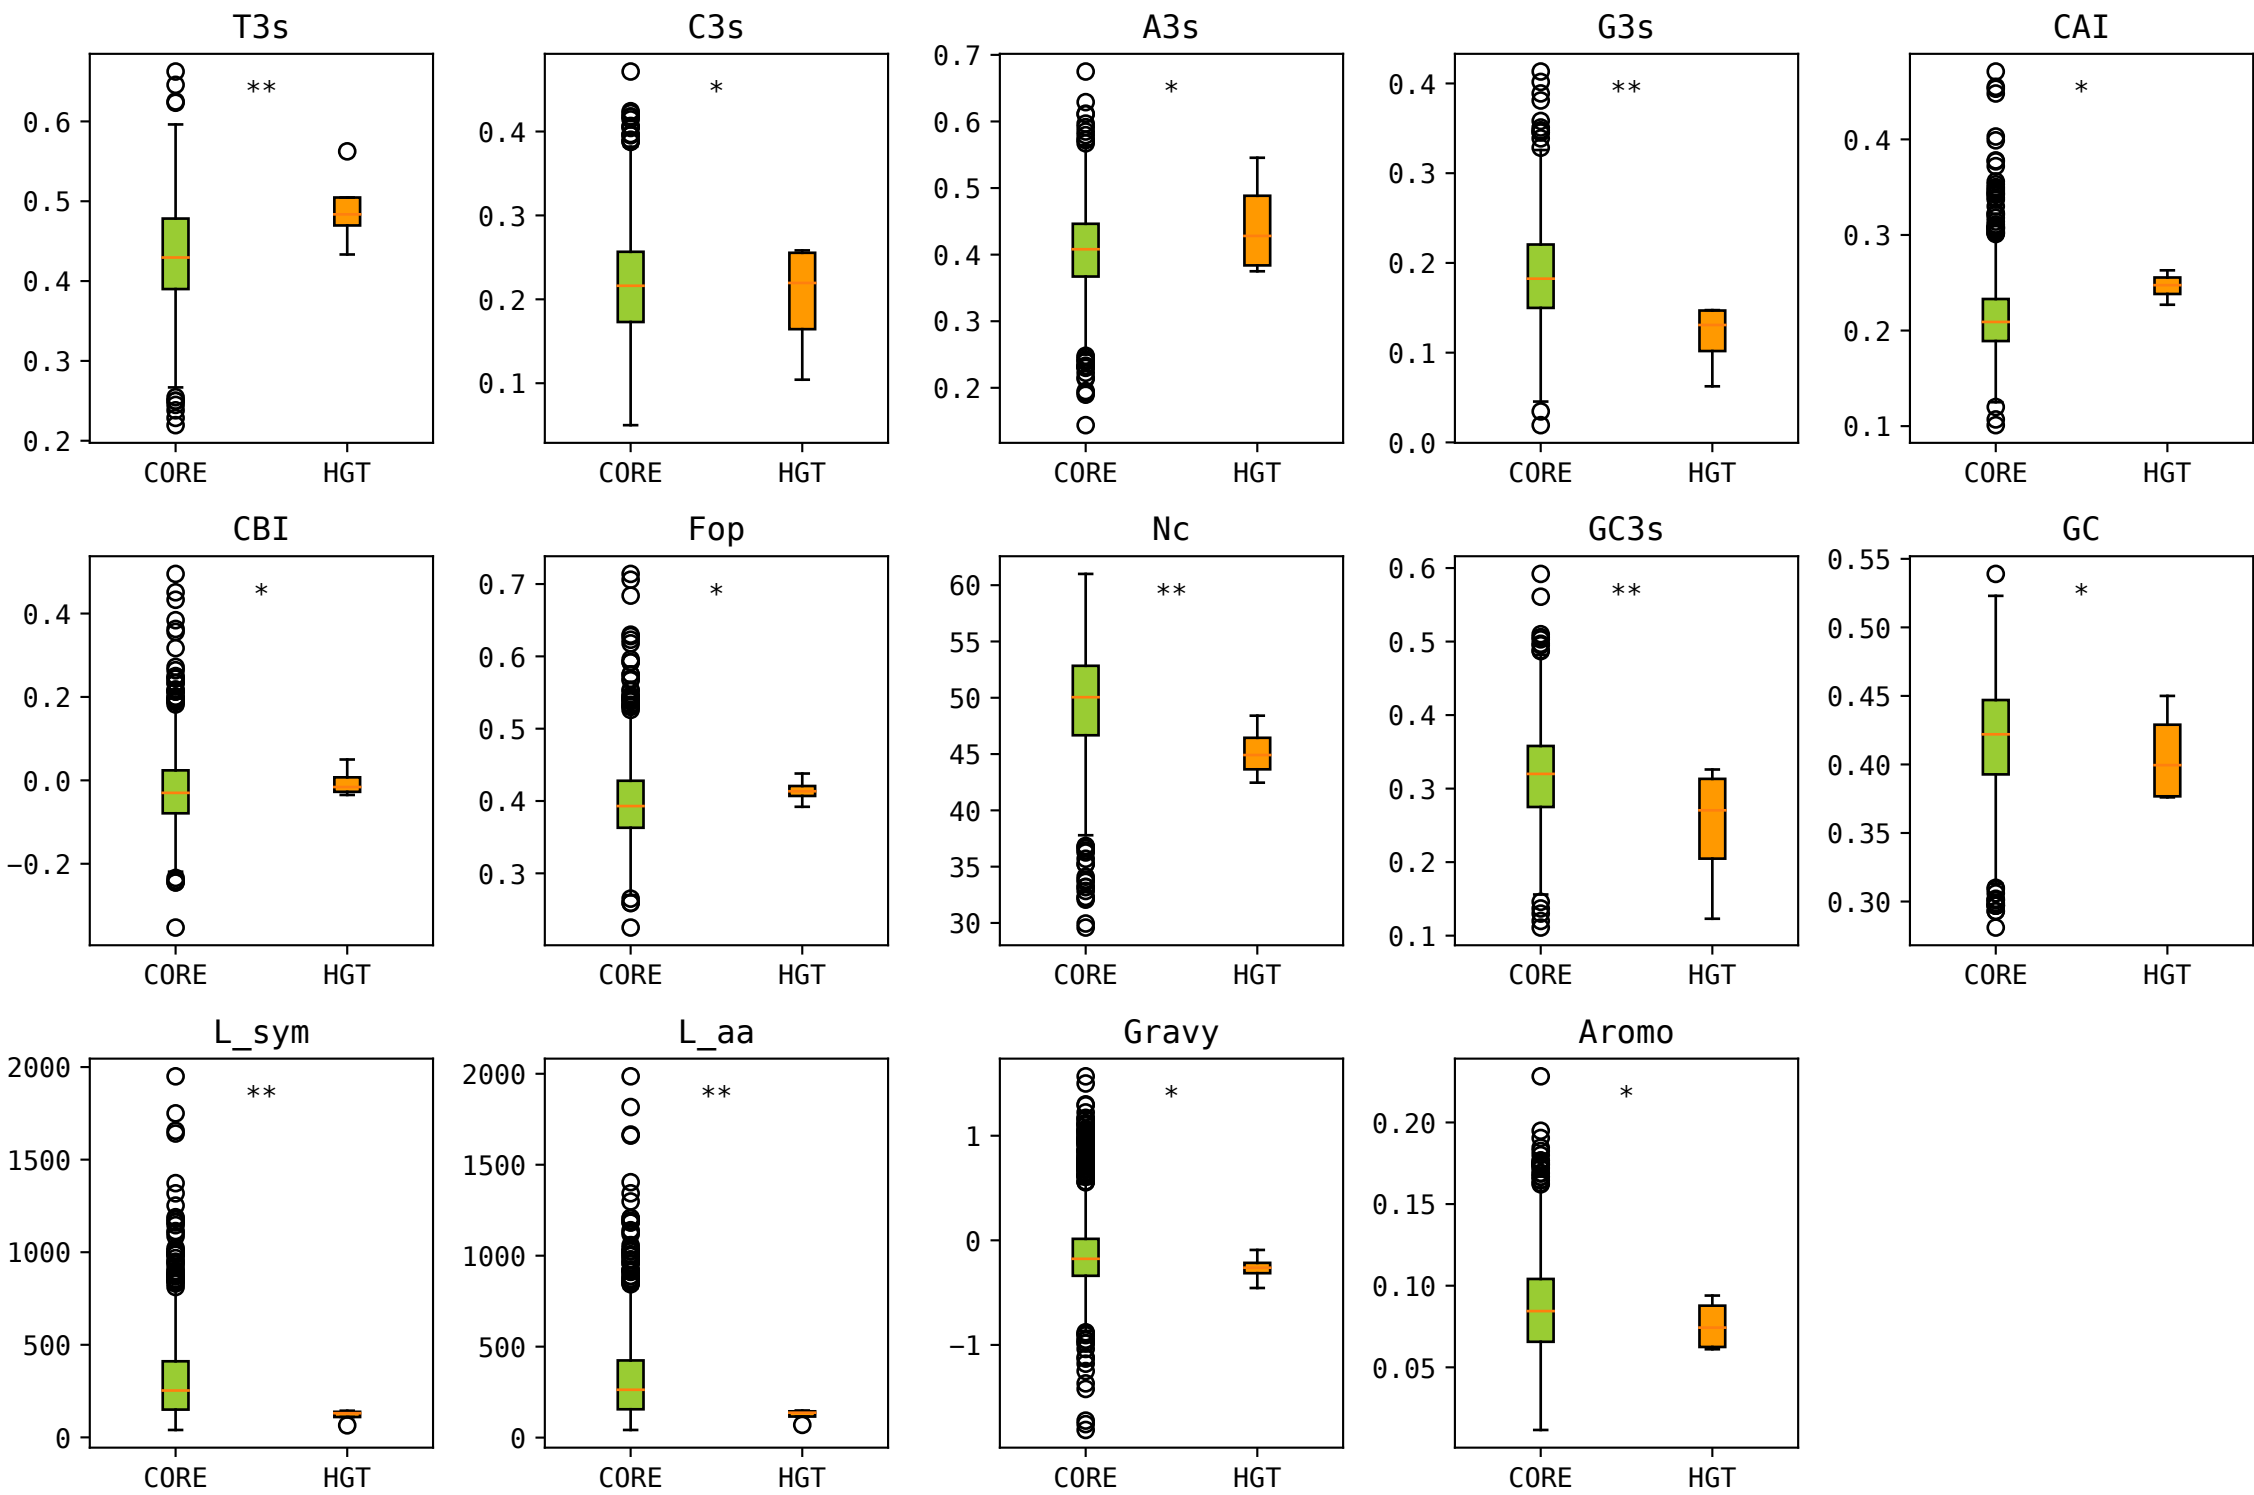 T3s
C3s
A3s
G3s
CAI
**
*
*
**
*
0.6
0.5
0.4
0.3
0.2
0.4
0.3
0.2
0.1
0.7
0.6
0.5
0.4
0.3
0.2
0.4
0.3
0.2
0.1
0.0
0.4
0.3
0.2
0.1
CORE HGT
CORE HGT
CORE HGT
CORE HGT
CORE HGT
CBI
Fop
Nc
GC3s
GC
*
*
**
**
*
0.4
0.2
0.0
−0.2
0.7
0.6
0.5
0.4
0.3
60
55
50
45
40
35
30
0.6
0.5
0.4
0.3
0.2
0.1
0.55
0.50
0.45
0.40
0.35
0.30
CORE HGT
CORE HGT
CORE HGT
CORE HGT
CORE HGT
L_sym
L_aa
Gravy
Aromo
**
**
*
*
2000
1500
1000
500
0
2000
1500
1000
500
0
1
0
−1
0.20
0.15
0.10
0.05
CORE HGT
CORE HGT
CORE HGT
CORE HGT